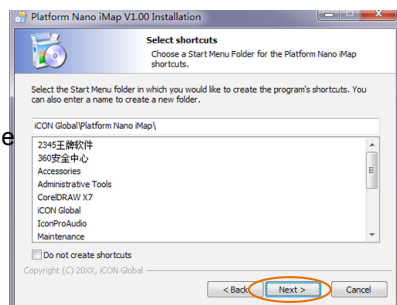 Platform Nano iMap V1.00 Installation
Select shortcuts
Choose a Start Menu Folder for the Platform Nano iMap
shortcuts.
Select the Start Menu folder in which you would like to create the program's shortcuts. You
can also enter a name to create a new folder.
iCON Global\Platform Nano iMap\
e
2345王牌软件
360安全中心
Accessories
Administrative Tools
CorelDRAW X7
iCON Global
IconProAudio
Maintenance
Do not create shortcuts
Copyright (C) 20XX, iCON Global
< Back
Next >
Cancel